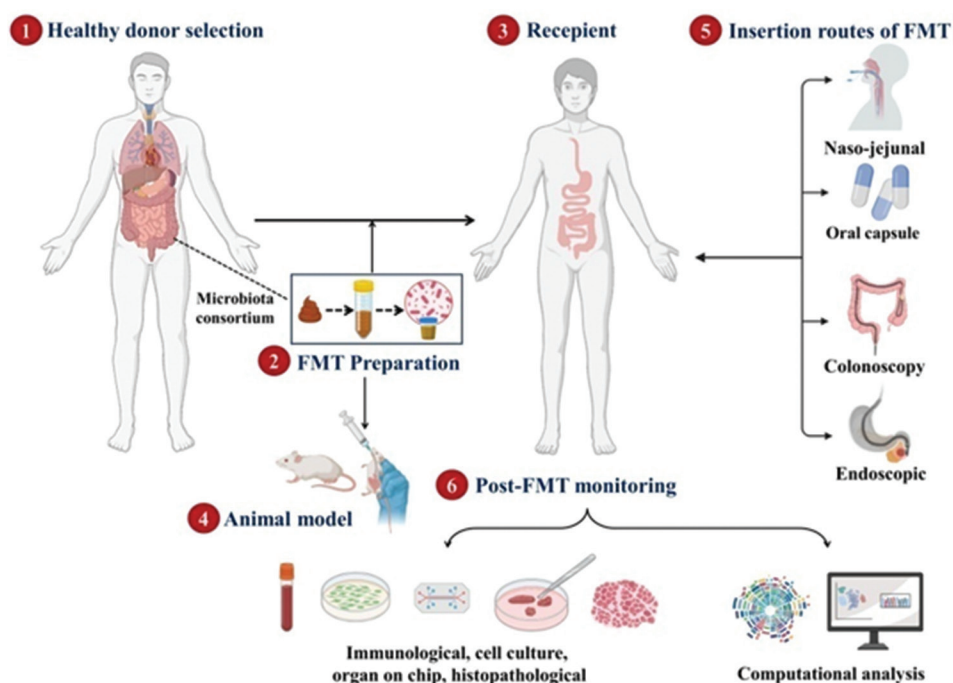 1 Healthy donor selection
3 Recepient
5 Insertion routes of FMT
Naso-jejunal
Oral capsule
Microbiota
consortium
2 FMT Preparation
Colonoscopy
Endoscopic
6 Post-FMT monitoring
4 Animal model
Immunological, cell culture,
organ on chip, histopathological
Computational analysis